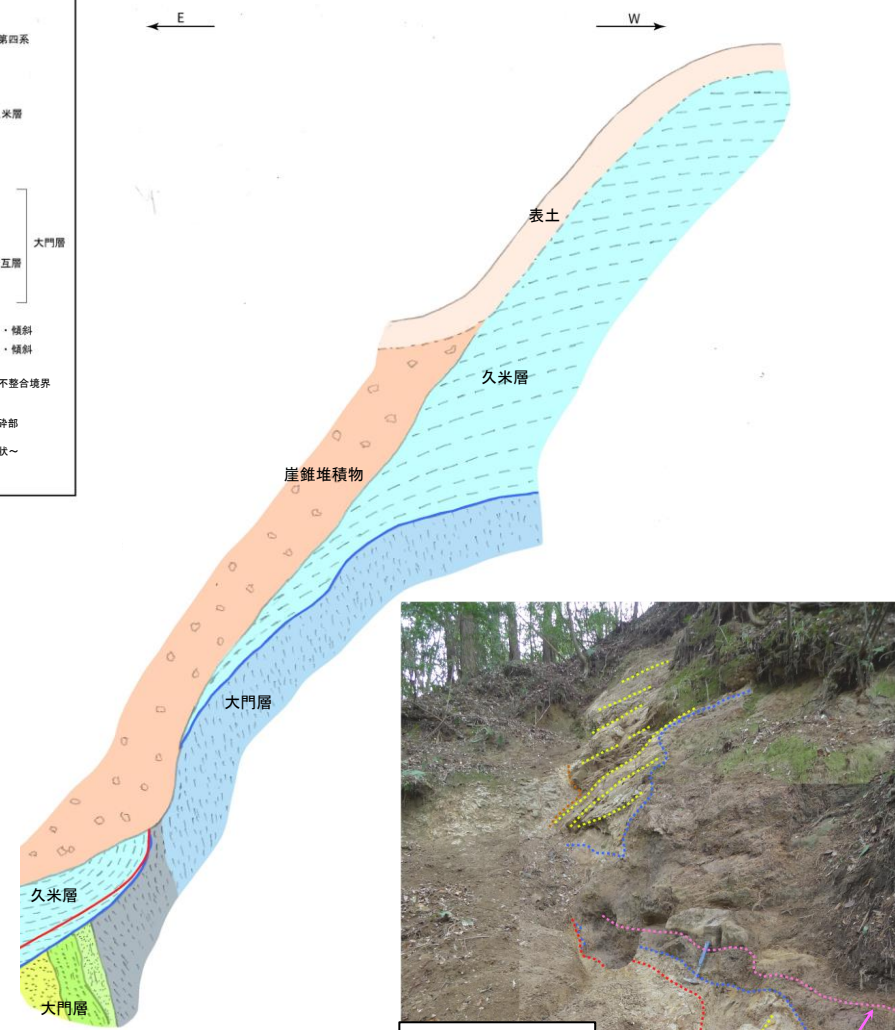 E
W
第四系
米層
大門層
互層
・傾斜
・傾斜
不整合境界
砕部
状～
表土
久米層
崖錐堆積物
大門層
久米層
大門層